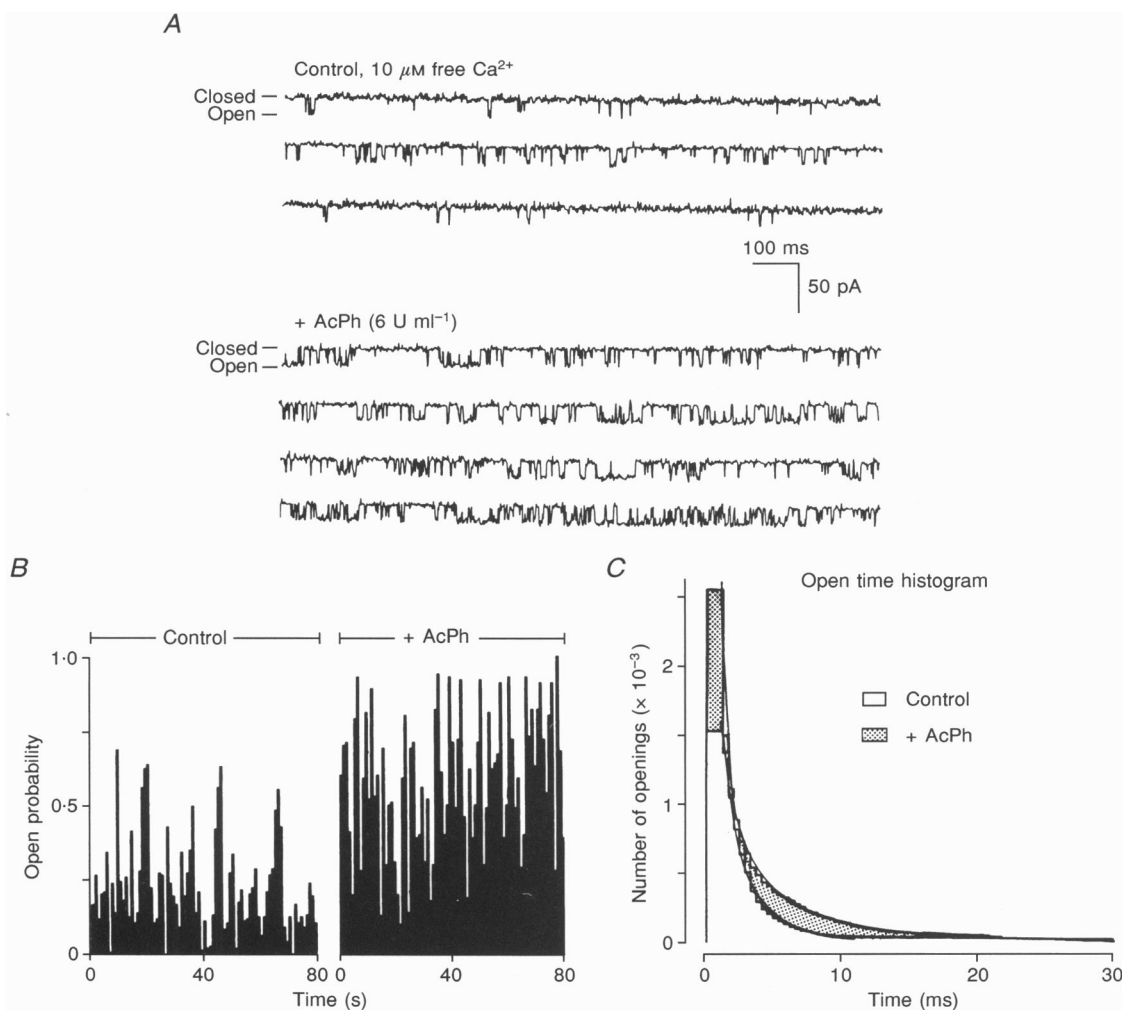 A
Control, 10 μM free Ca²⁺
Closed
Open
100 ms
50 pA
+ AcPh (6 U ml⁻¹)
Closed
Open
B
Control
+ AcPh
1·0
0·5
0
Open probability
0
40
80
0
40
80
Time (s)
C
Open time histogram
Control
+ AcPh
2
1
0
Number of openings (× 10⁻³)
0
10
20
30
Time (ms)